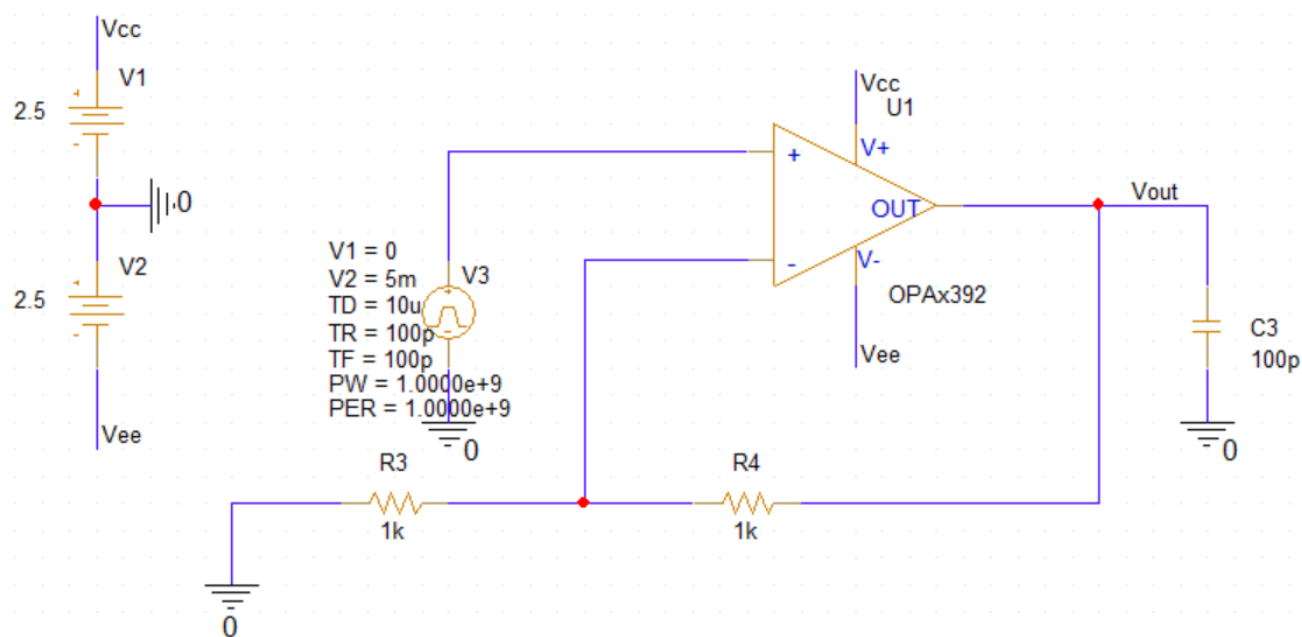 Vcc
V1
2.5
+
-
0
V2
2.5
+
-
Vee
V1 = 0
V2 = 5m
TD = 10u
TR = 100p
TF = 100p
PW = 1.0000e+9
PER = 1.0000e+9
V3
+
-
0
Vcc
U1
V+
+
OUT
-
V-
OPAx392
Vee
Vout
C3
100p
0
R3
1k
R4
1k
0